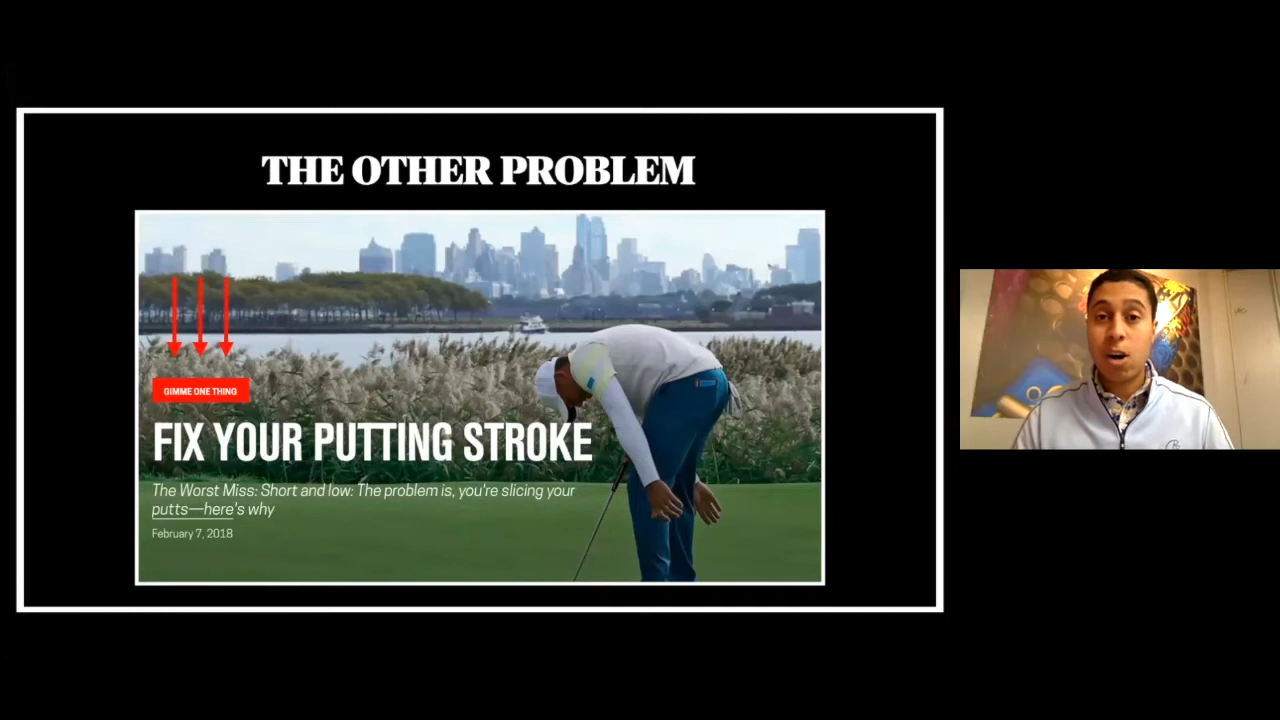 THE OTHER PROBLEM
GIMME ONE THING
FIX YOUR PUTTING STROKE
The Worst Miss: Short and low: The problem is, you're slicing your
putts—here's why
February 7, 2018